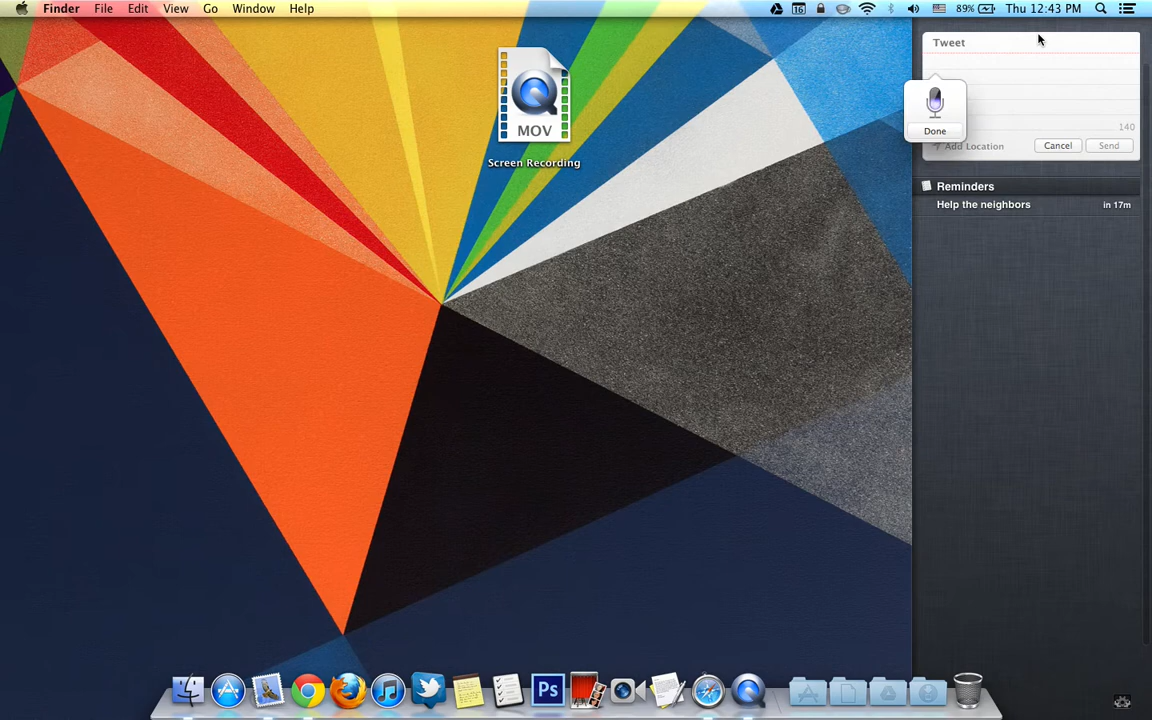 Finder File Edit View Go Window Help 16 89% Thu 12:43 PM
Tweet
MOV
Done
140
Add Location Cancel Send
Screen Recording
Reminders
Help the neighbors in 17m
Ps